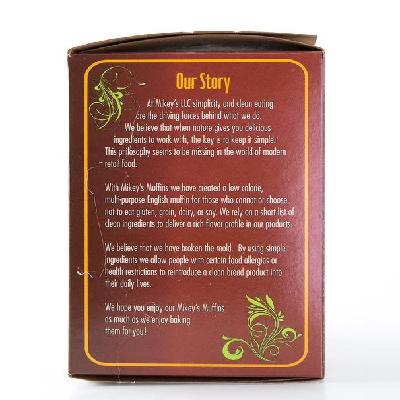 Our Story
At Mikey's LLC simplicity and clean eating
are the driving forces behind what we do.
We believe that when nature gives you delicious
ingredients to work with, the key is to keep it simple.
This philosophy seems to be missing in the world of modern
retail food.
With Mikey's Muffins we have created a low calorie,
multi-purpose English muffin for those who cannot or choose
not to eat gluten, grain, dairy, or soy. We rely on a short list of
clean ingredients to deliver a rich flavor profile in our products.
We believe that we have broken the mold. By using simple
ingredients we allow people with certain food allergies or
health restrictions to reintroduce a clean bread product into
their daily lives.
We hope you enjoy our Mikey's Muffins
as much as we enjoy baking
them for you!